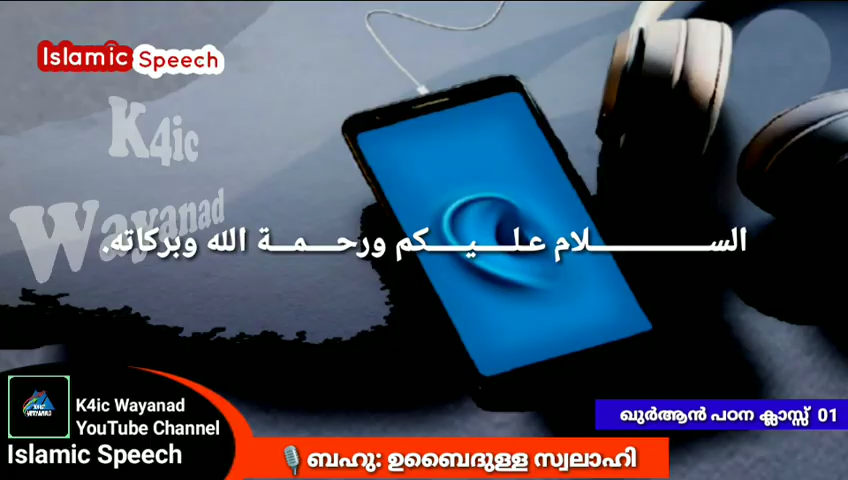 Islamic Speech
K4ic
Wayanad
السلام عليكم ورحمة الله وبركاته.
K4ic Wayanad
YouTube Channel
Islamic Speech
ഖുർആൻ പഠന ക്ലാസ്സ് 01
ബഹു: ഉബൈദുള്ള സ്വലാഹി